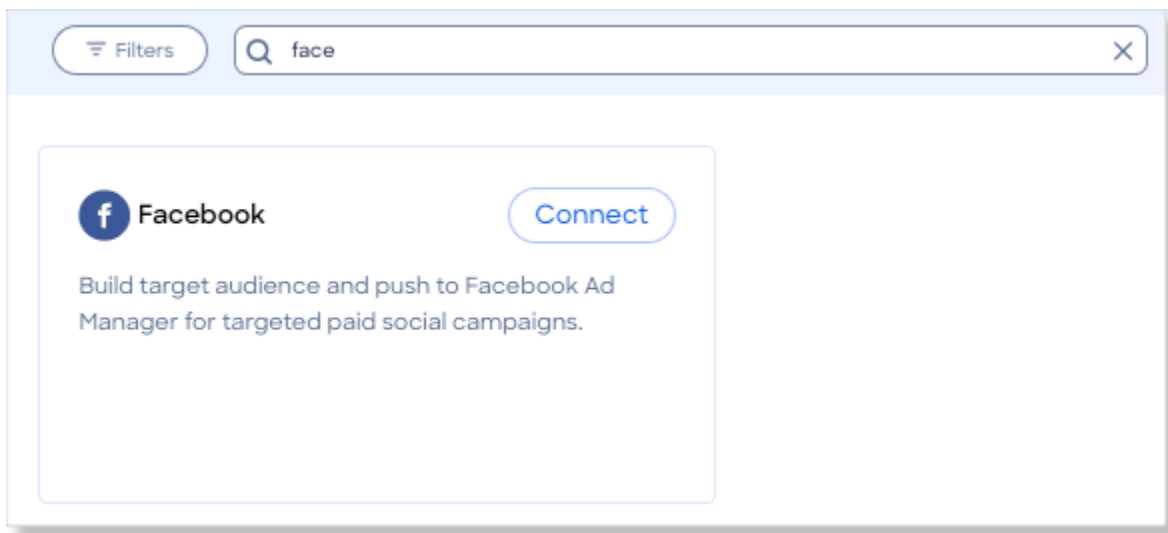 Filters
face
Facebook
Connect
Build target audience and push to Facebook Ad
Manager for targeted paid social campaigns.